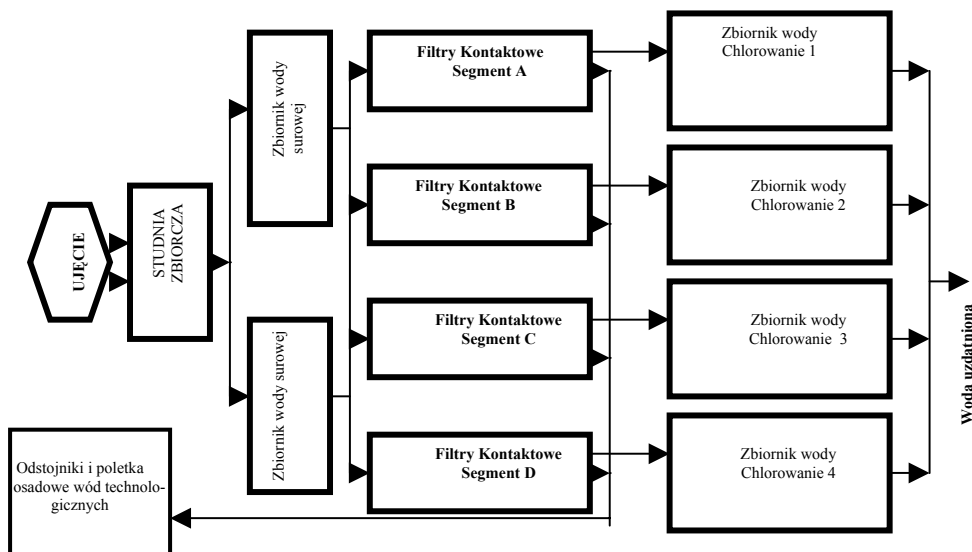 UJĘCIE
STUDNIA
ZBIORCZA
Zbiornik wody
surowej
Zbiornik wody surowej
Filtry Kontaktowe
Segment A
Filtry Kontaktowe
Segment B
Filtry Kontaktowe
Segment C
Filtry Kontaktowe
Segment D
Zbiornik wody
Chlorowanie 1
Zbiornik wody
Chlorowanie 2
Zbiornik wody
Chlorowanie 3
Zbiornik wody
Chlorowanie 4
Woda uzdatniona
Odstojniki i poletka
osadowe wód technolo-
gicznych